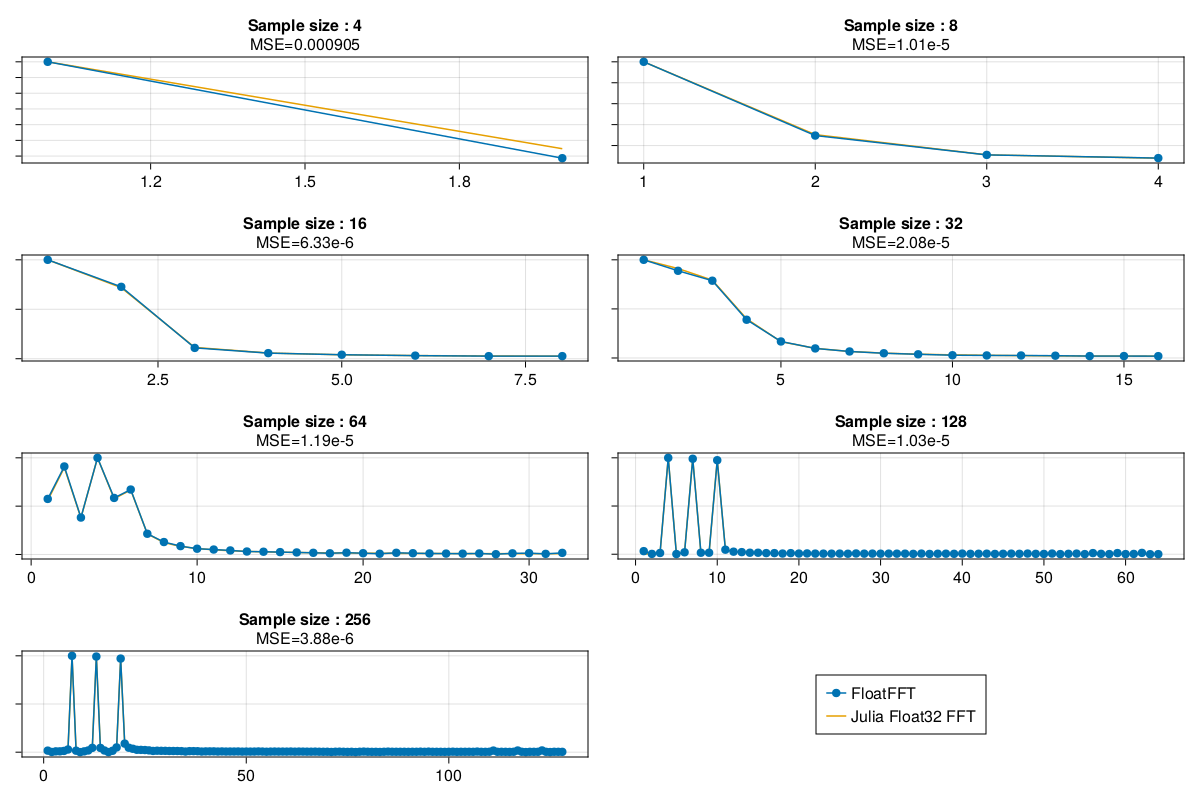 Sample size : 4
MSE=0.000905
1.2 1.5 1.8
Sample size : 8
MSE=1.01e-5
1 2 3 4
Sample size : 16
MSE=6.33e-6
2.5 5.0 7.5
Sample size : 32
MSE=2.08e-5
5 10 15
Sample size : 64
MSE=1.19e-5
0 10 20 30
Sample size : 128
MSE=1.03e-5
0 10 20 30 40 50 60
Sample size : 256
MSE=3.88e-6
0 50 100
FloatFFT
Julia Float32 FFT